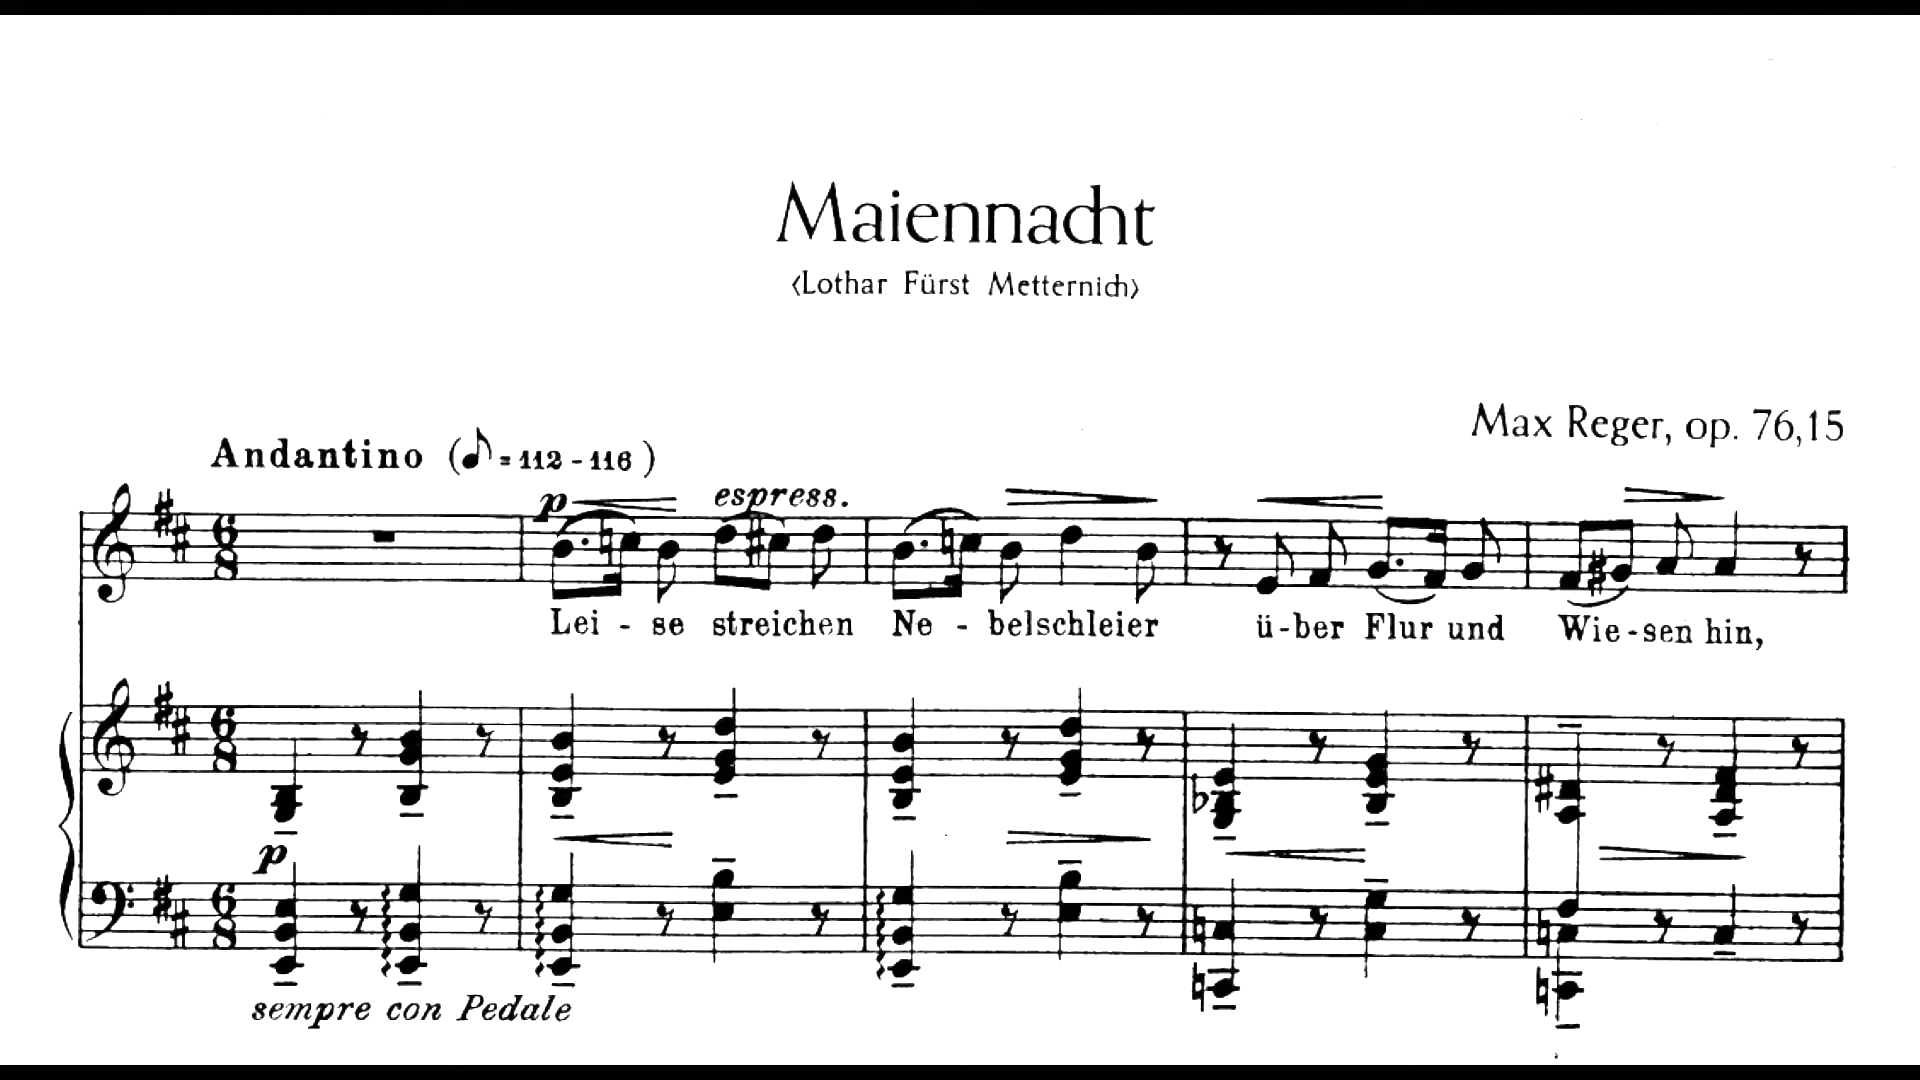 Maiennacht
<Lothar Fürst Metternich>
Max Reger, op. 76,15
Andantino (♪ = 112 - 116 )
p espress.
Lei - se streichen Ne - belschleier ü-ber Flur und Wie-sen hin,
p
sempre con Pedale